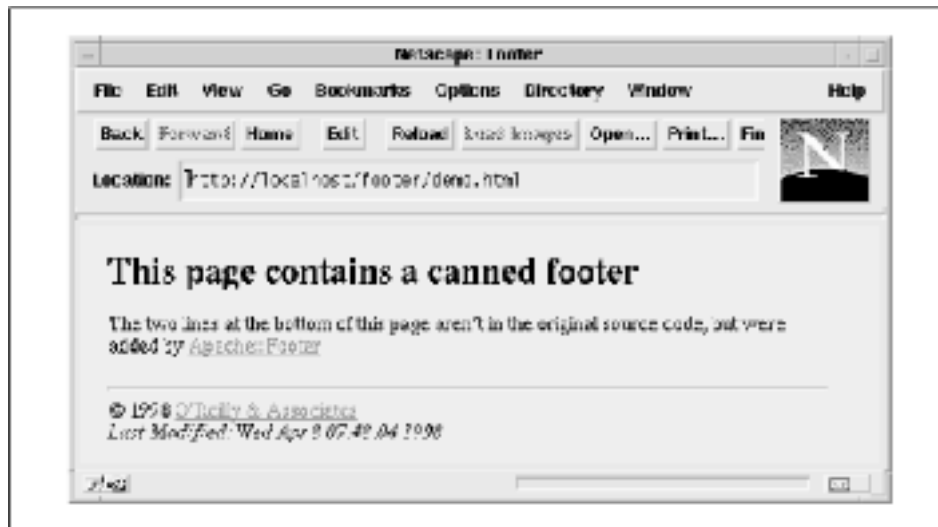 Netscape: Footer
File Edit View Go Bookmarks Options Directory Window Help
Back Forward Home Edit Reload Load Images Open... Print... Fin
N
Location: http://localhost/footer/demo.html
This page contains a canned footer
The two lines at the bottom of this page aren't in the original source code, but were
added by Apache::Footer
© 1998 O'Reilly & Associates
Last Modified: Wed Apr 8 07:48:04 1998